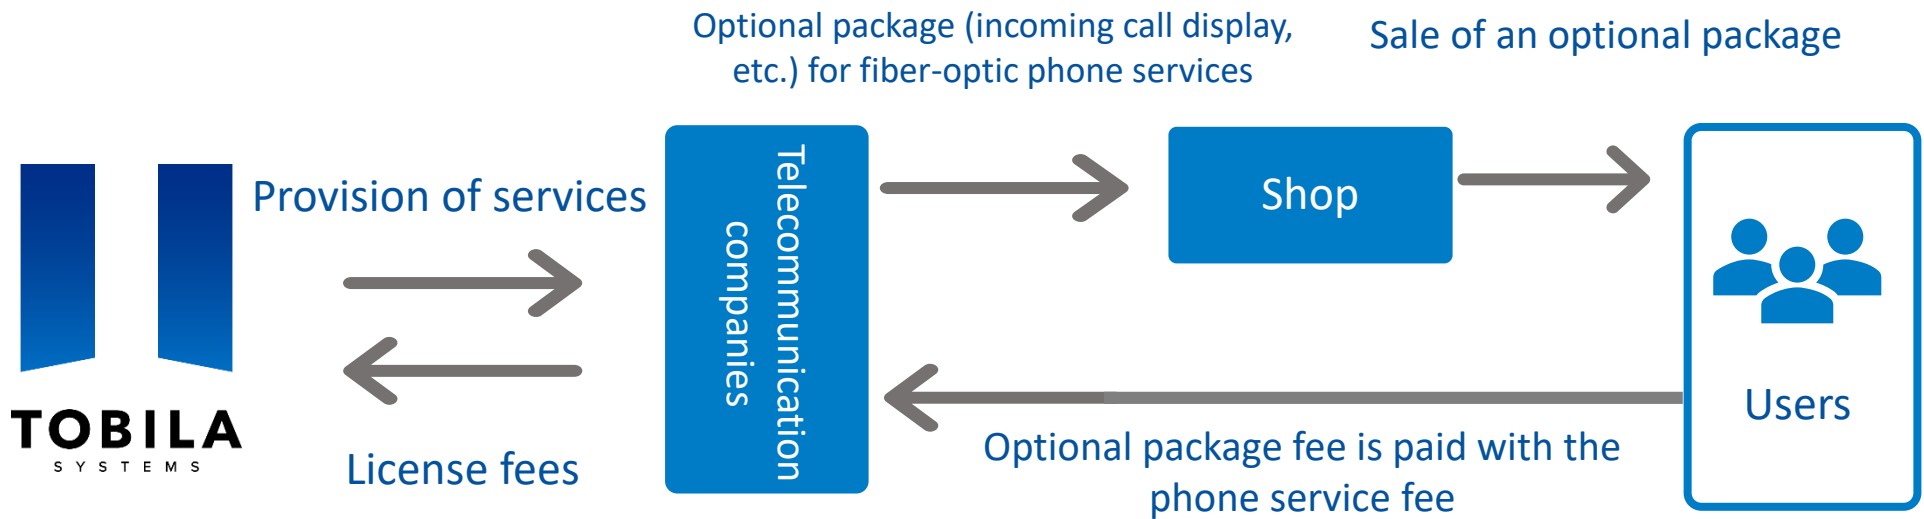 Optional package (incoming call display,
etc.) for fiber-optic phone services
Sale of an optional package
Provision of services
Telecommunication
companies
Shop
Users
TOBILA
SYSTEMS
License fees
Optional package fee is paid with the
phone service fee